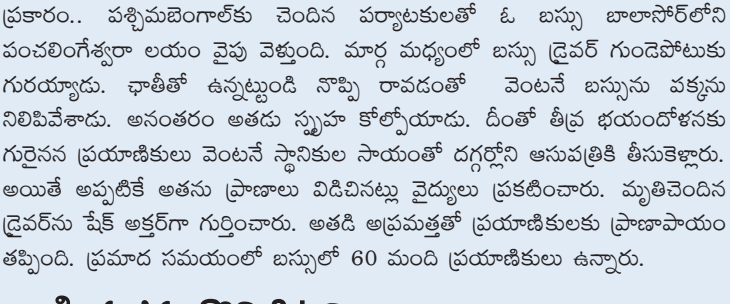 ప్రకారం.. పశ్చిమబెంగాల్‌కు చెందిన పర్యాటకులతో ఓ బస్సు బాలాసోర్‌లోని
పంచలింగేశ్వరా లయం వైపు వెళ్తుంది. మార్గ మధ్యంలో బస్సు డ్రైవర్ గుండెపోటుకు
గురయ్యాడు. ఛాతీతో ఉన్నట్టుండి నొప్పి రావడంతో వెంటనే బస్సును పక్కను
నిలిపివేశాడు. అనంతరం అతడు స్పృహ కోల్పోయాడు. దీంతో తీవ్ర భయందోళనకు
గురైనన ప్రయాణికులు వెంటనే స్థానికుల సాయంతో దగ్గర్లోని ఆసుపత్రికి తీసుకెళ్లారు.
అయితే అప్పటికే అతను ప్రాణాలు విడిచినట్లు వైద్యులు ప్రకటించారు. మృతిచెందిన
డ్రైవర్‌ను షేక్ అక్తర్‌గా గుర్తించారు. అతడి అప్రమత్తతో ప్రయాణికులకు ప్రాణాపాయం
తప్పింది. ప్రమాద సమయంలో బస్సులో 60 మంది ప్రయాణికులు ఉన్నారు.